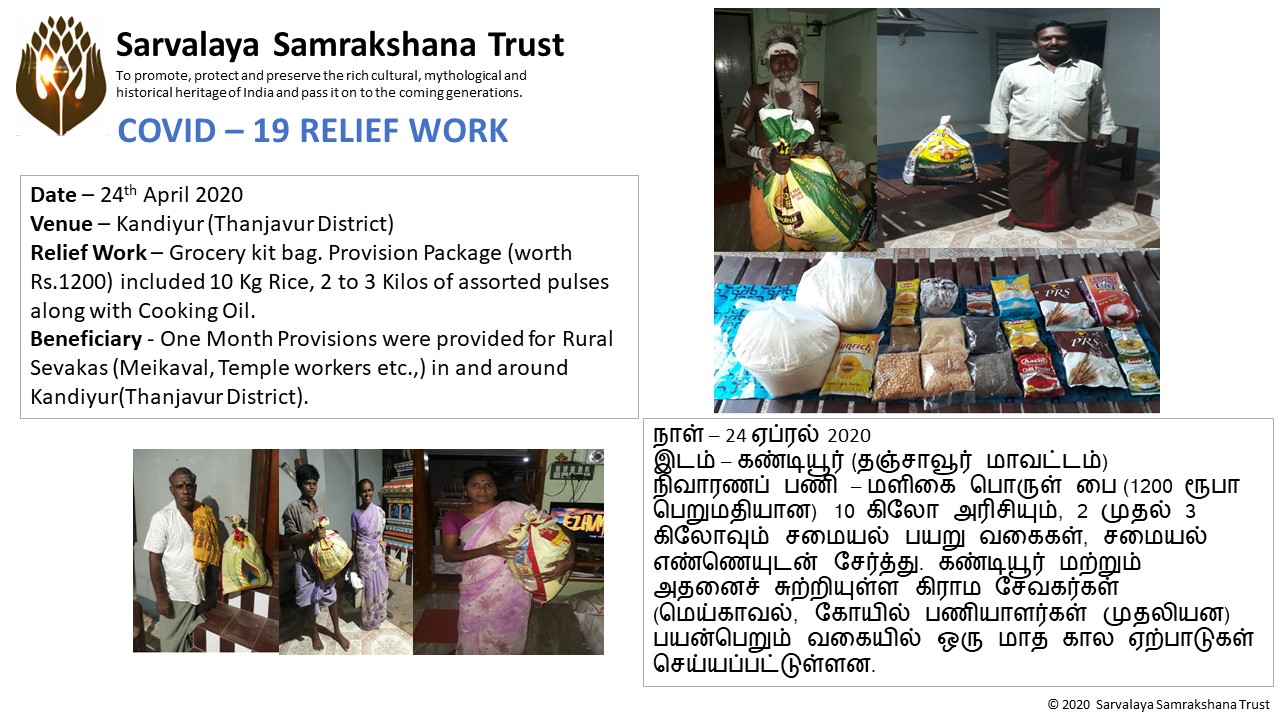 Sarvalaya Samrakshana Trust
To promote, protect and preserve the rich cultural, mythological and
historical heritage of India and pass it on to the coming generations.
COVID – 19 RELIEF WORK
Date – 24th April 2020
Venue – Kandiyur (Thanjavur District)
Relief Work – Grocery kit bag. Provision Package (worth
Rs.1200) included 10 Kg Rice, 2 to 3 Kilos of assorted pulses
along with Cooking Oil.
Beneficiary - One Month Provisions were provided for Rural
Sevakas (Meikaval, Temple workers etc.,) in and around
Kandiyur(Thanjavur District).
PRS
PRS
Aachi
நாள் – 24 ஏப்ரல் 2020
இடம் – கண்டியூர் (தஞ்சாவூர் மாவட்டம்)
நிவாரணப் பணி – மளிகை பொருள் பை (1200 ரூபா
பெறுமதியான) 10 கிலோ அரிசியும், 2 முதல் 3
கிலோவும் சமையல் பயறு வகைகள், சமையல்
எண்ணெயுடன் சேர்த்து. கண்டியூர் மற்றும்
அதனைச் சுற்றியுள்ள கிராம சேவகர்கள்
(மெய்காவல், கோயில் பணியாளர்கள் முதலியன)
பயன்பெறும் வகையில் ஒரு மாத கால ஏற்பாடுகள்
செய்யப்பட்டுள்ளன.
© 2020 Sarvalaya Samrakshana Trust